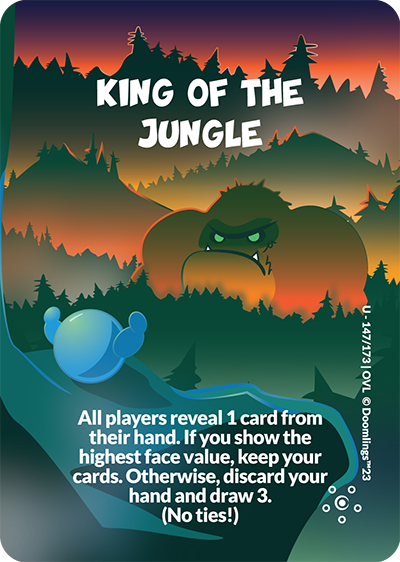 KING OF THE
JUNGLE
All players reveal 1 card from
their hand. If you show the
highest face value, keep your
cards. Otherwise, discard your
hand and draw 3.
(No ties!)
U - 147/173 | OVL © Doomlings™23